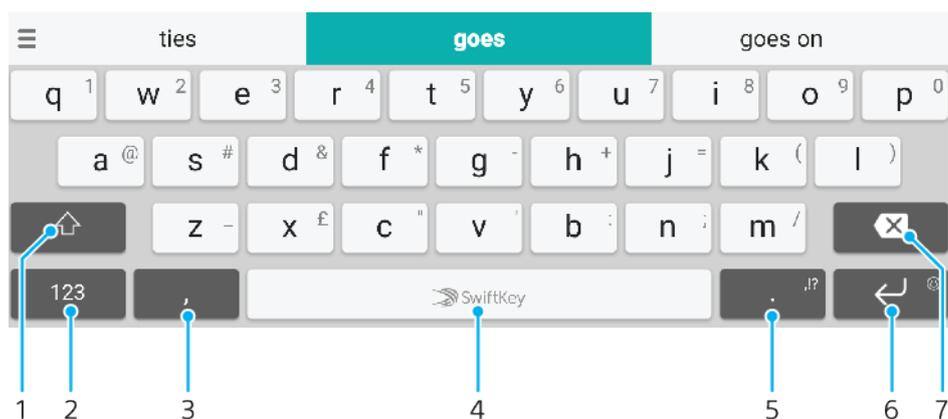 ties goes goes on
q 1 w 2 e 3 r 4 t 5 y 6 u 7 i 8 o 9 p 0
a @ s # d & f * g - h + j = k ( l )
z _ x £ c " v ' b : n ; m /
123 , SwiftKey . ,!?
1 2 3 4 5 6 7